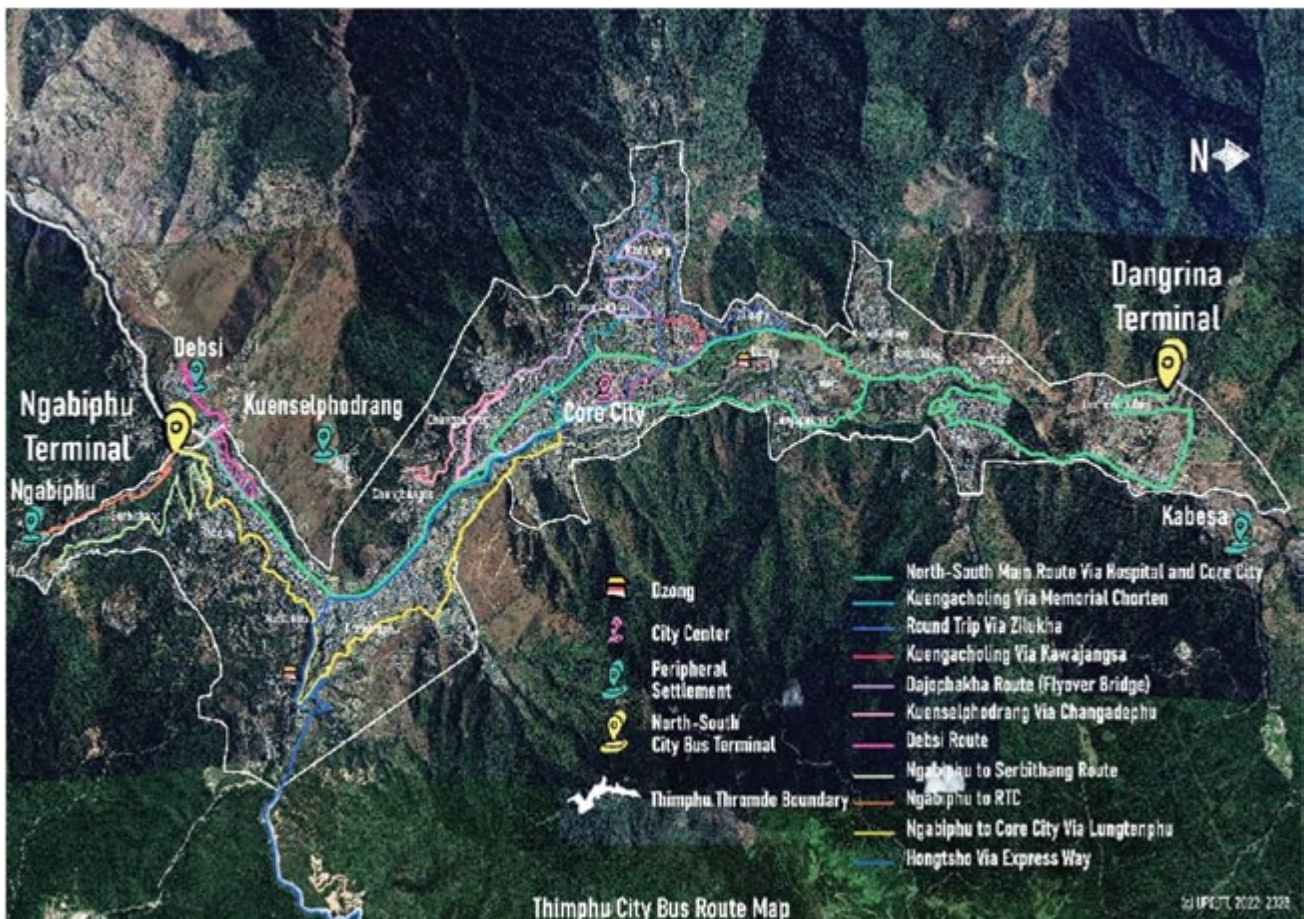 N
Dangrina
Terminal
Debsi
Ngabiphu
Terminal
Kuenselphodrang
Core City
Ngabiphu
Kabesa
Dzong
City Center
Peripheral
Settlement
North-South
City Bus Terminal
Thimphu Thromde Boundary
North-South Main Route Via Hospital and Core City
Kuengacholing Via Memorial Chorten
Round Trip Via Zilukha
Kuengacholing Via Kawajangsa
Dajophakha Route (Flyover Bridge)
Kuenselphodrang Via Changadephu
Debsi Route
Ngabiphu to Serbithang Route
Ngabiphu to RTC
Ngabiphu to Core City Via Lungtenphu
Hongtsho Via Express Way
Thimphu City Bus Route Map